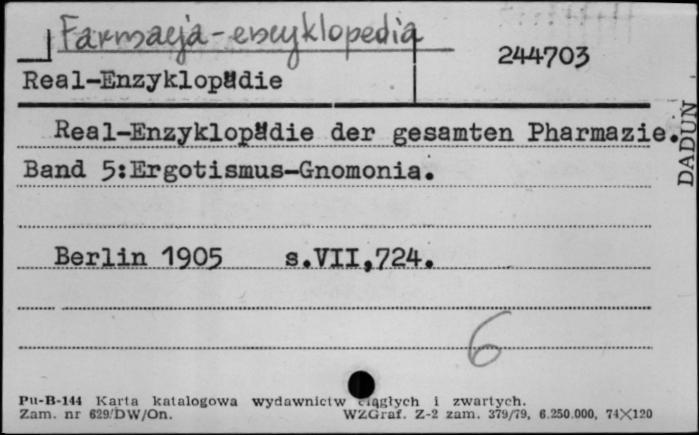 Farmacja - encyklopedia
244703
Real-Enzyklopädie
Real-Enzyklopädie der gesamten Pharmazie.
DADUN
Band 5:Ergotismus-Gnomonia.
Berlin 1905 s.VII,724.
6
Pu-B-144 Karta katalogowa wydawnictw ciągłych i zwartych.
Zam. nr 629/DW/On. WZGraf. Z-2 zam. 379/79, 6.250.000, 74×120